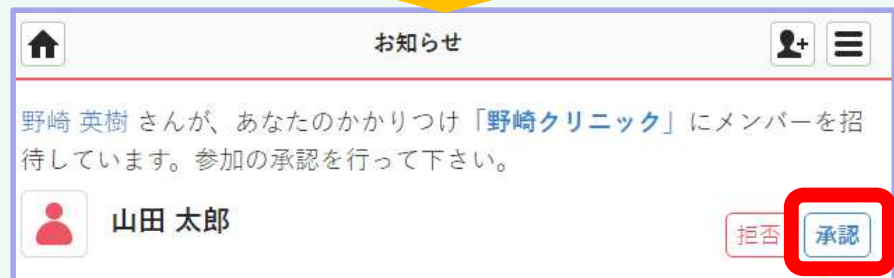 お知らせ
野崎 英樹 さんが、あなたのかかりつけ「野崎クリニック」にメンバーを招
待しています。参加の承認を行って下さい。
山田 太郎
拒否 承認